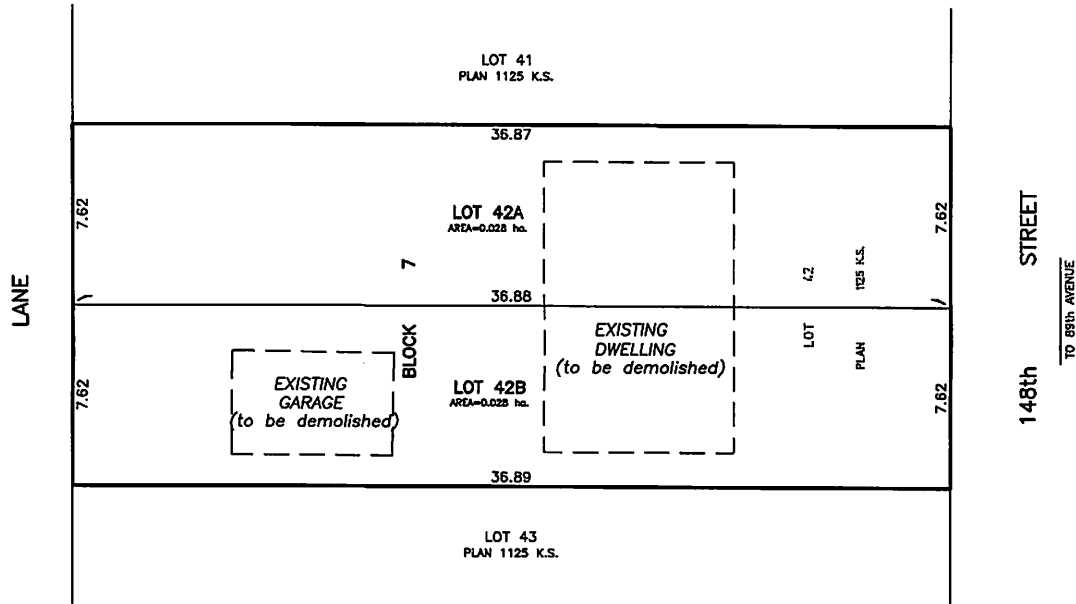 LOT 41
PLAN 1125 K.S.
36.87
7.62
LOT 42A
AREA=0.028 ha.
7.62
LANE
7
LOT 42
PLAN 1125 K.S.
148th STREET
TO 89th AVENUE
36.88
BLOCK
EXISTING
DWELLING
(to be demolished)
EXISTING
GARAGE
(to be demolished)
7.62
LOT 42B
AREA=0.028 ha.
7.62
36.89
LOT 43
PLAN 1125 K.S.